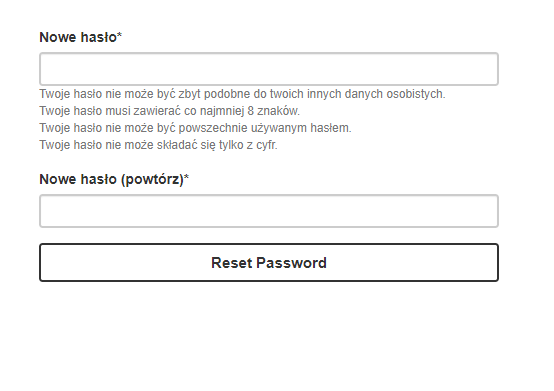 Nowe hasło*
Twoje hasło nie może być zbyt podobne do twoich innych danych osobistych.
Twoje hasło musi zawierać co najmniej 8 znaków.
Twoje hasło nie może być powszechnie używanym hasłem.
Twoje hasło nie może składać się tylko z cyfr.
Nowe hasło (powtórz)*
Reset Password